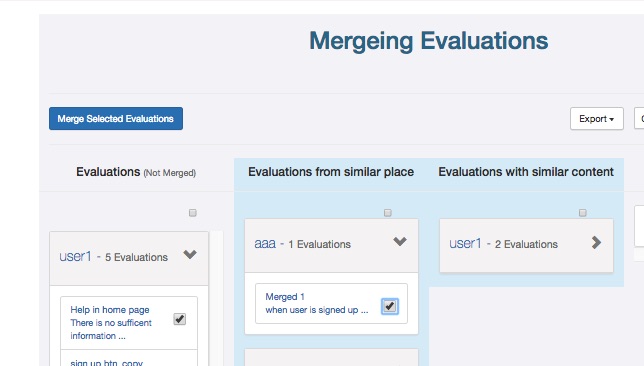 Mergeing Evaluations
Merge Selected Evaluations
Export
Evaluations (Not Merged)
Evaluations from similar place
Evaluations with similar content
user1 - 5 Evaluations
aaa - 1 Evaluations
user1 - 2 Evaluations
Help in home page
There is no sufficent
information ...
Merged 1
when user is signed up ...
sign up btn, copy